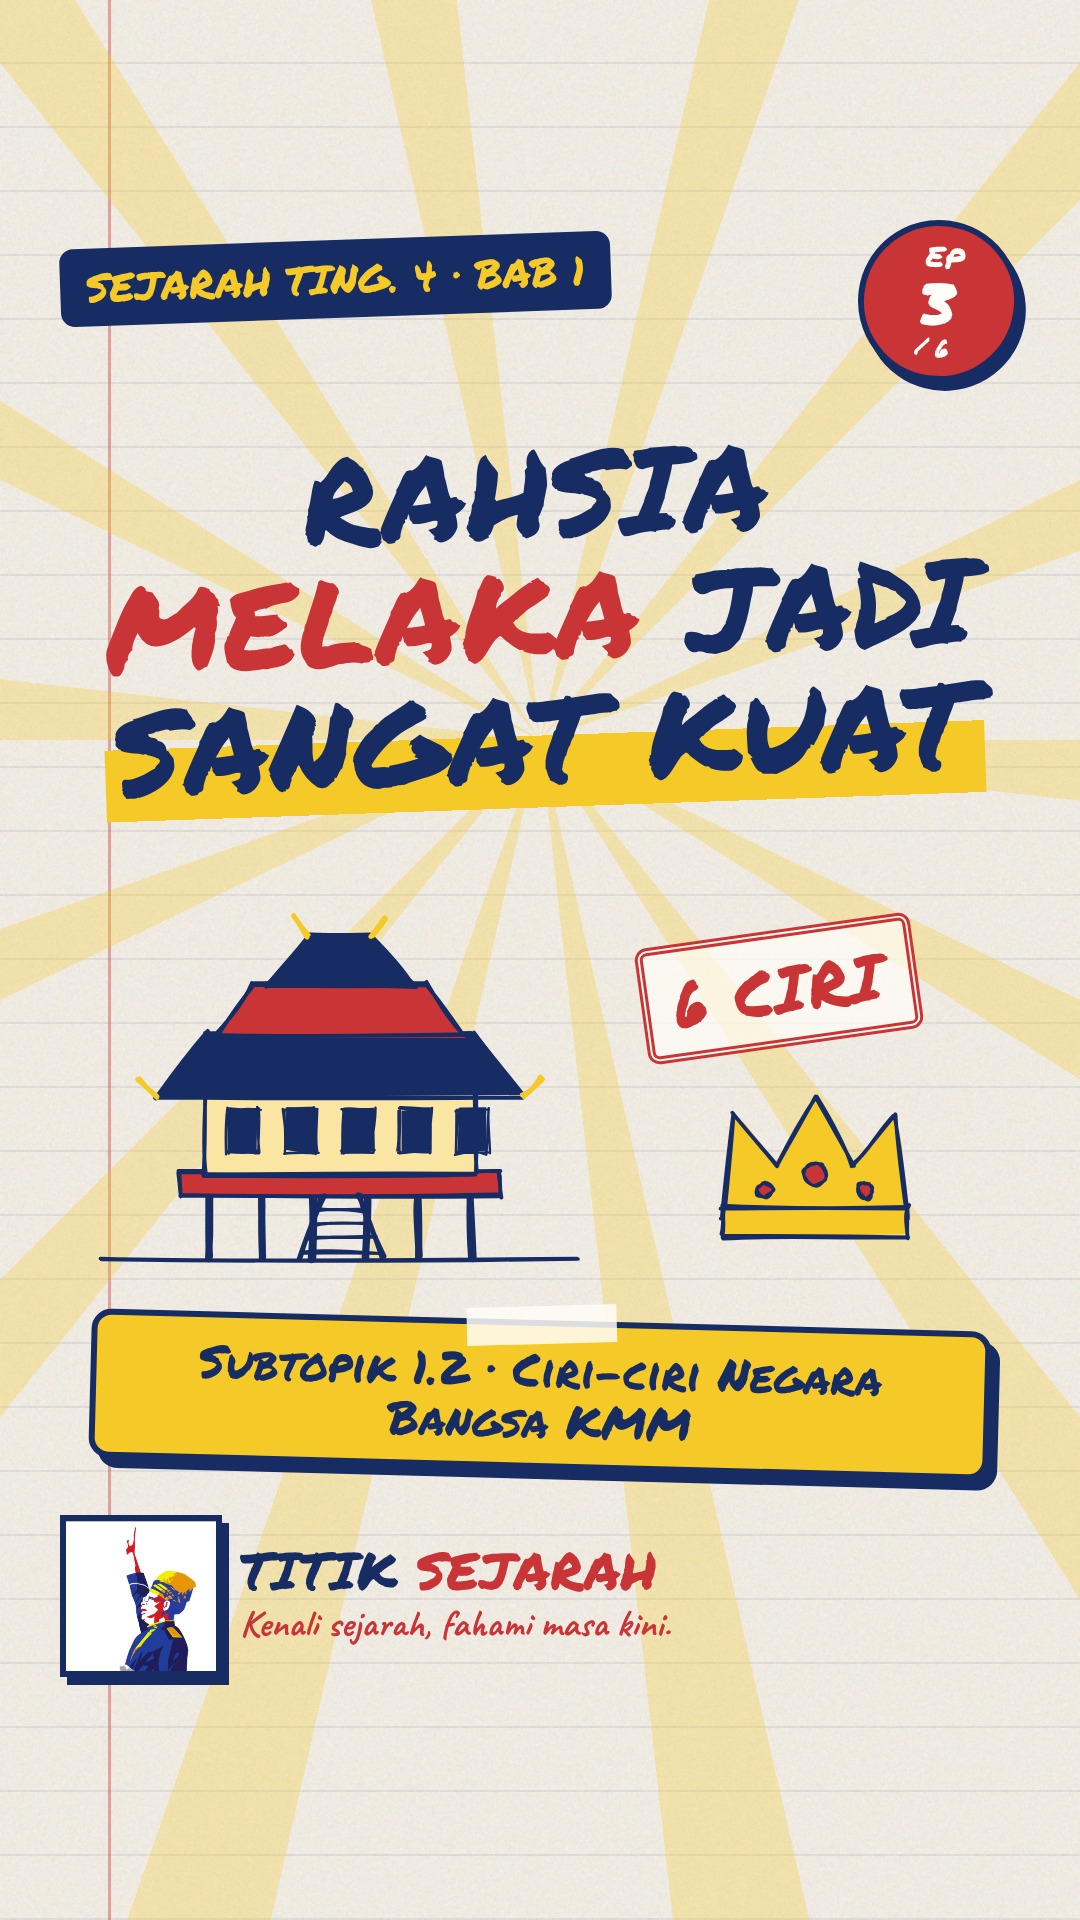 SEJARAH TING. 4 · BAB 1
EP
3
/ 6
RAHSIA
MELAKA JADI
SANGAT KUAT
6 CIRI
SUBTOPIK 1.2 · CIRI-CIRI NEGARA
BANGSA KMM
TITIK SEJARAH
Kenali sejarah, fahami masa kini.